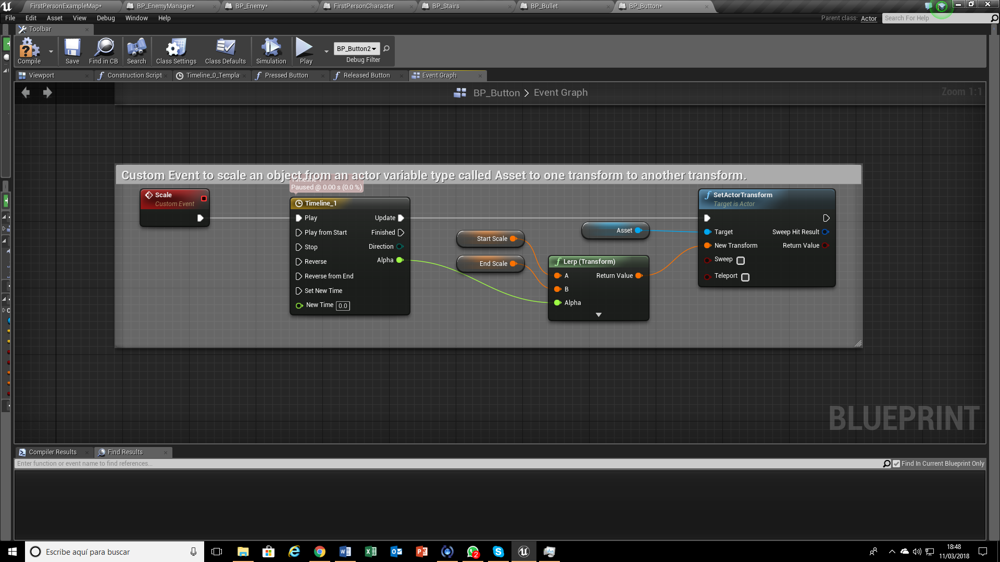 FirstPersonExampleMap*
BP_EnemyManager*
BP_Enemy*
FirstPersonCharacter
BP_Stairs
BP_Bullet
BP_Button*
File Edit Asset View Debug Window Help
Parent class: Actor
Search For Help
Toolbar
Compile
Save
Find in CB
Search
Class Settings
Class Defaults
Simulation
Play
BP_Button2
Debug Filter
Viewport
Construction Script
Timeline_0_Templa
Pressed Button
Released Button
Event Graph
BP_Button > Event Graph
Zoom 1:1
Custom Event to scale an object from an actor variable type called Asset to one transform to another transform.
Paused @ 0.00 s (0.0 %)
Scale
Custom Event
Timeline_1
Play Update
Play from Start Finished
Stop Direction
Reverse Alpha
Reverse from End
Set New Time
New Time 0.0
Start Scale
End Scale
Asset
Lerp (Transform)
A Return Value
B
Alpha
SetActorTransform
Target is Actor
Target Sweep Hit Result
New Transform Return Value
Sweep
Teleport
BLUEPRINT
Compiler Results
Find Results
Enter function or event name to find references...
Find In Current Blueprint Only
Escribe aquí para buscar
2
18:48
11/03/2018